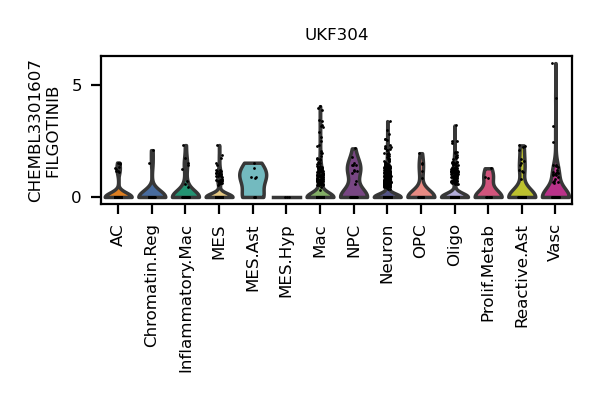 UKF304
CHEMBL3301607
FILGOTINIB
5
0
AC
Chromatin.Reg
Inflammatory.Mac
MES
MES.Ast
MES.Hyp
Mac
NPC
Neuron
OPC
Oligo
Prolif.Metab
Reactive.Ast
Vasc